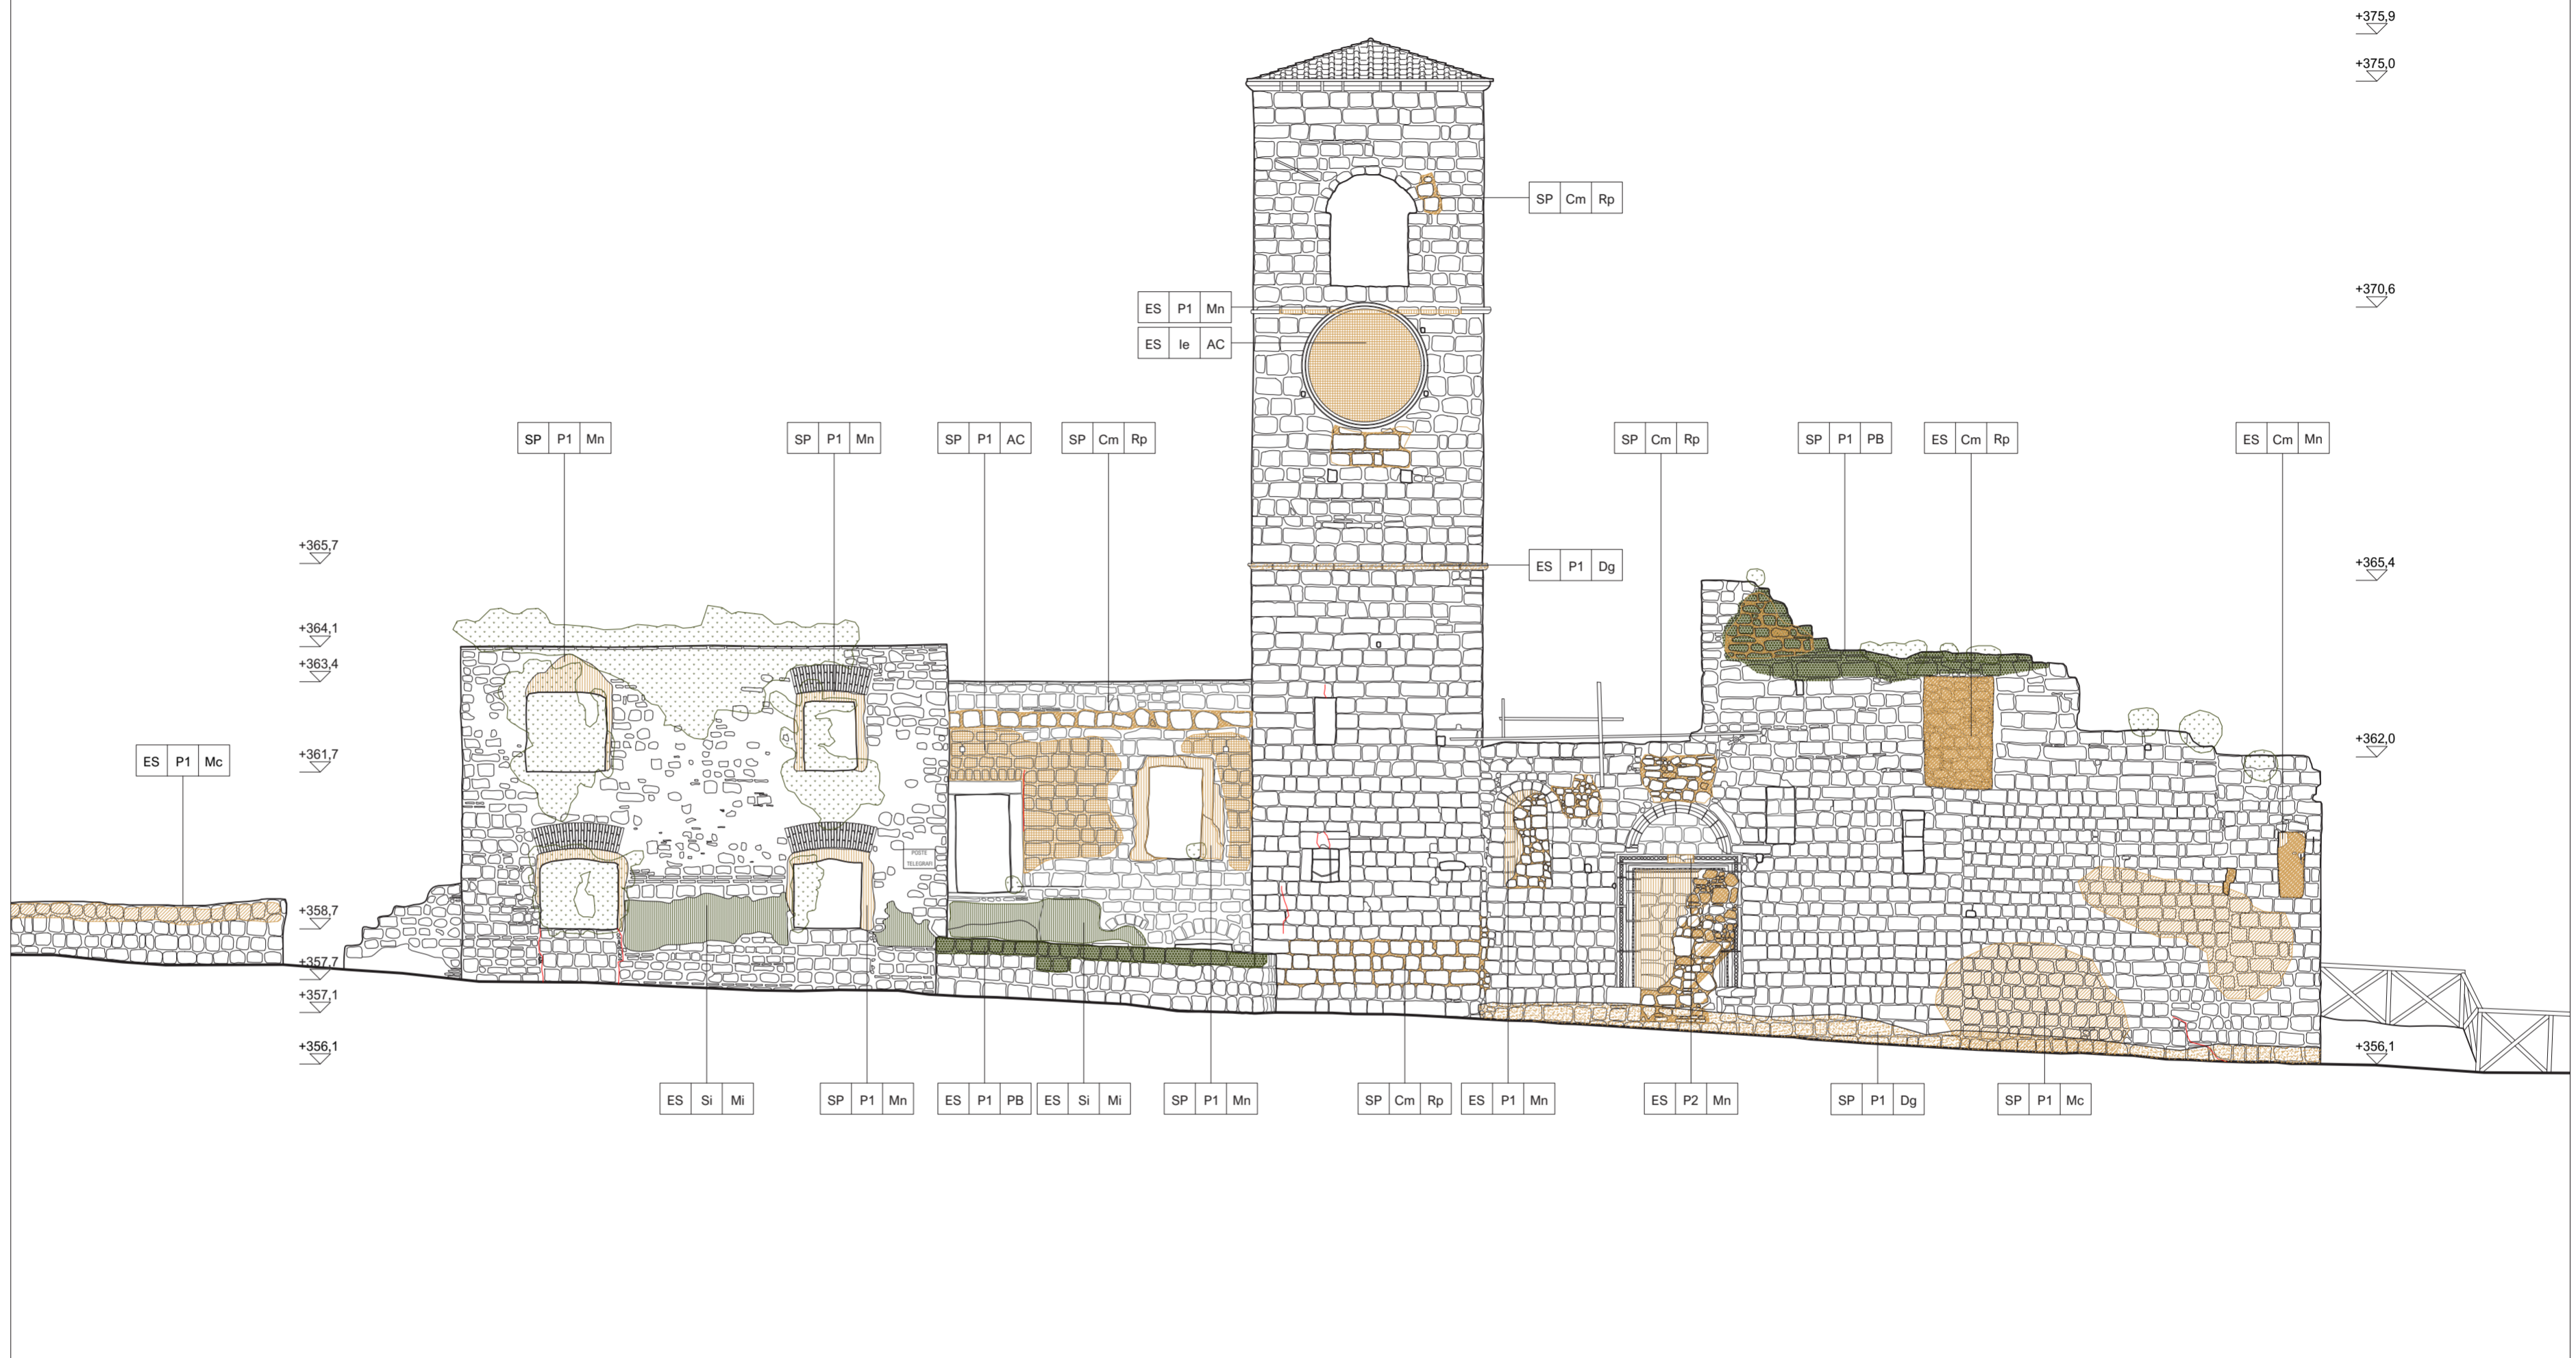 +375,9
+375,0
SP Cm Rp
+370,6
ES P1 Mn
ES Ie AC
SP P1 Mn
SP P1 Mn
SP P1 AC
SP Cm Rp
SP Cm Rp
SP P1 PB
ES Cm Rp
ES Cm Mn
+365,7
ES P1 Dg
+365,4
+364,1
+363,4
+361,7
ES P1 Mc
+362,0
POSTE
TELEGRAFI
+358,7
+357,7
+357,1
+356,1
+356,1
ES Si Mi
SP P1 Mn
ES P1 PB
ES Si Mi
SP P1 Mn
SP Cm Rp
ES P1 Mn
ES P2 Mn
SP P1 Dg
SP P1 Mc